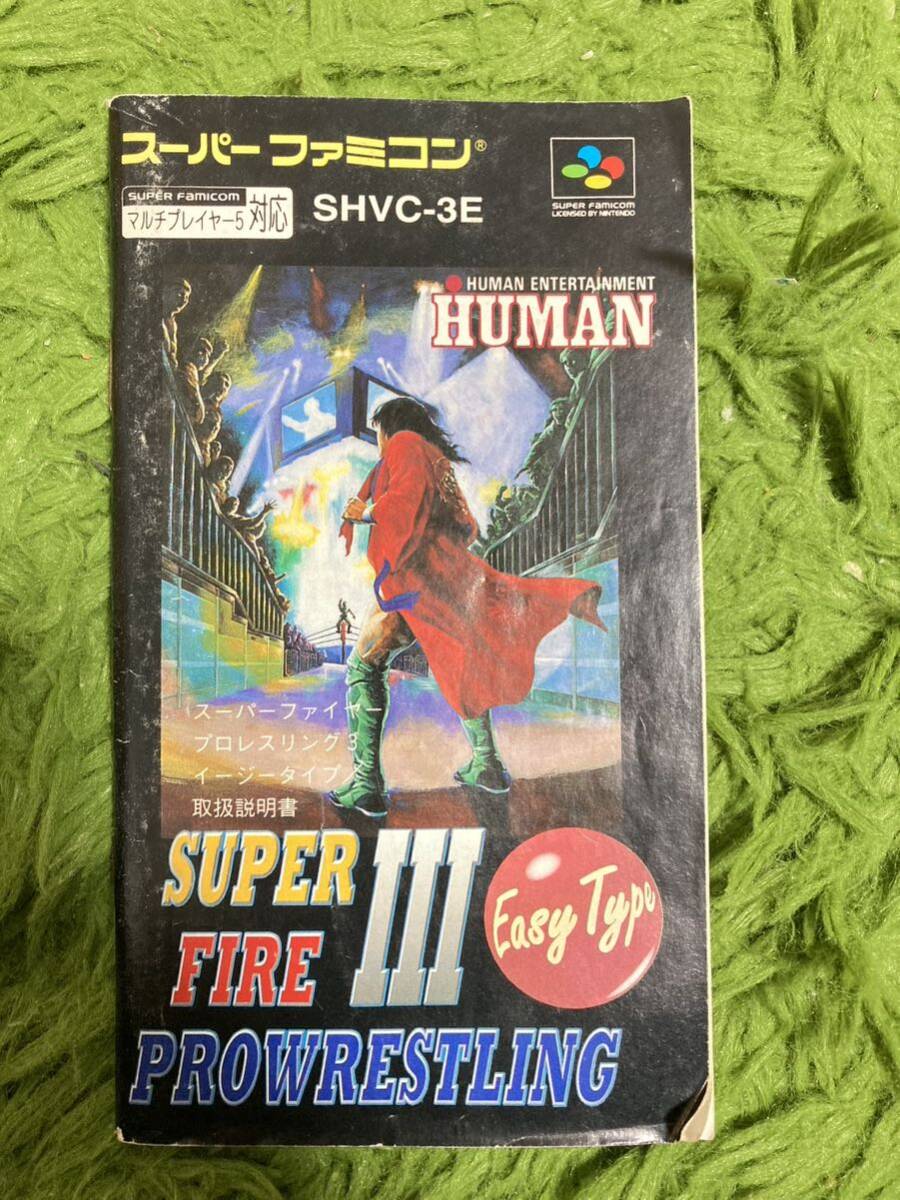 スーパーファミコン®
SUPER FAMICOM
マルチプレイヤー5 対応
SHVC-3E
SUPER FAMICOM
LICENSED BY NINTENDO
HUMAN ENTERTAINMENT
HUMAN
スーパーファイヤー
プロレスリング3
イージータイプ
取扱説明書
SUPER III
FIRE
Easy Type
PROWRESTLING